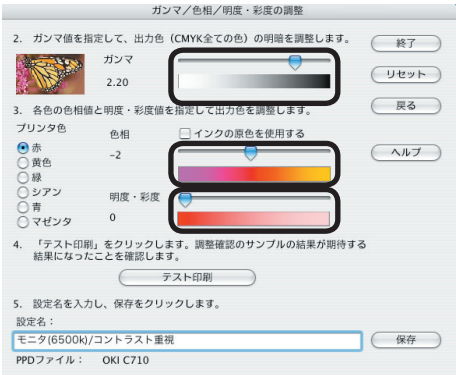 ガンマ／色相／明度・彩度の調整
2. ガンマ値を指定して、出力色（CMYK全ての色）の明暗を調整します。
ガンマ
2.20
終了
リセット
戻る
ヘルプ
3. 各色の色相値と明度・彩度値を指定して出力色を調整します。
プリンタ色
色相
インクの原色を使用する
赤
-2
黄色
緑
シアン
明度・彩度
青
0
マゼンタ
4. 「テスト印刷」をクリックします。調整確認のサンプルの結果が期待する
結果になったことを確認します。
テスト印刷
5. 設定名を入力し、保存をクリックします。
設定名：
モニタ(6500k)/コントラスト重視
保存
PPDファイル： OKI C710